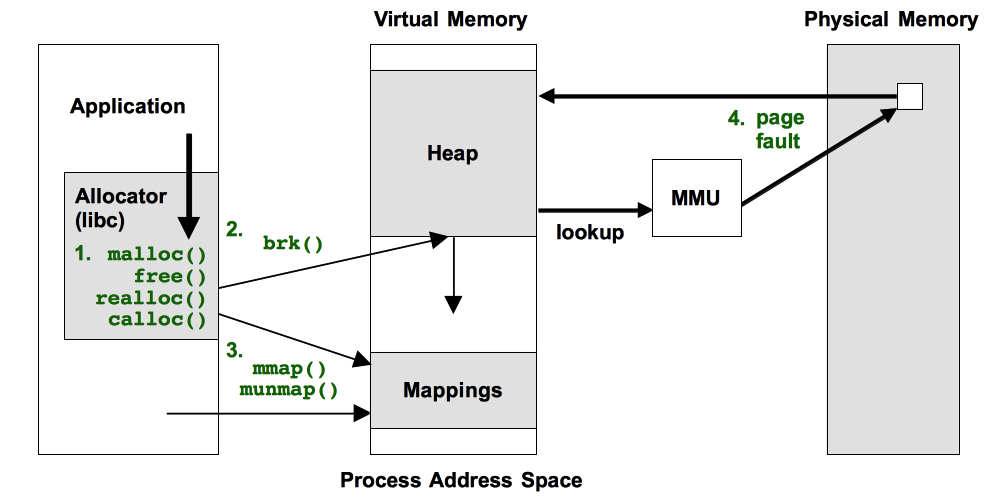 Virtual Memory
Physical Memory
Application
Allocator
(libc)
1. malloc()
free()
realloc()
calloc()
2.
brk()
3.
mmap()
munmap()
Heap
Mappings
lookup
MMU
4. page
fault
Process Address Space